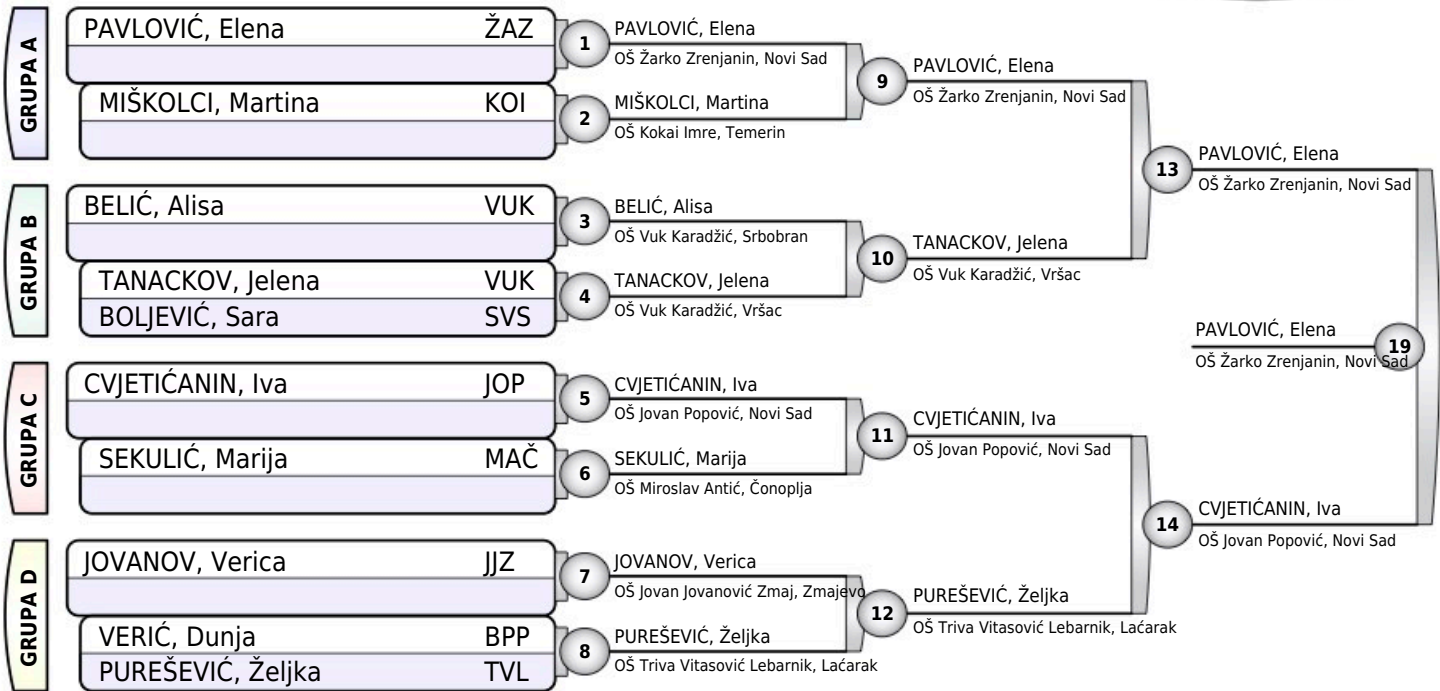 GRUPA A
PAVLOVIĆ, Elena ŽAZ
MIŠKOLCI, Martina KOI
GRUPA B
BELIĆ, Alisa VUK
TANACKOV, Jelena VUK
BOLJEVIĆ, Sara SVS
GRUPA C
CVJETIĆANIN, Iva JOP
SEKULIĆ, Marija MAČ
GRUPA D
JOVANOV, Verica JJZ
VERIĆ, Dunja BPP
PUREŠEVIĆ, Željka TVL
1
PAVLOVIĆ, Elena
OŠ Žarko Zrenjanin, Novi Sad
2
MIŠKOLCI, Martina
OŠ Kokai Imre, Temerin
3
BELIĆ, Alisa
OŠ Vuk Karadžić, Srbobran
4
TANACKOV, Jelena
OŠ Vuk Karadžić, Vršac
5
CVJETIĆANIN, Iva
OŠ Jovan Popović, Novi Sad
6
SEKULIĆ, Marija
OŠ Miroslav Antić, Čonoplja
7
JOVANOV, Verica
OŠ Jovan Jovanović Zmaj, Zmajevo
8
PUREŠEVIĆ, Željka
OŠ Triva Vitasović Lebarnik, Laćarak
9
PAVLOVIĆ, Elena
OŠ Žarko Zrenjanin, Novi Sad
10
TANACKOV, Jelena
OŠ Vuk Karadžić, Vršac
11
CVJETIĆANIN, Iva
OŠ Jovan Popović, Novi Sad
12
PUREŠEVIĆ, Željka
OŠ Triva Vitasović Lebarnik, Laćarak
13
PAVLOVIĆ, Elena
OŠ Žarko Zrenjanin, Novi Sad
14
CVJETIĆANIN, Iva
OŠ Jovan Popović, Novi Sad
PAVLOVIĆ, Elena
19
OŠ Žarko Zrenjanin, Novi Sad